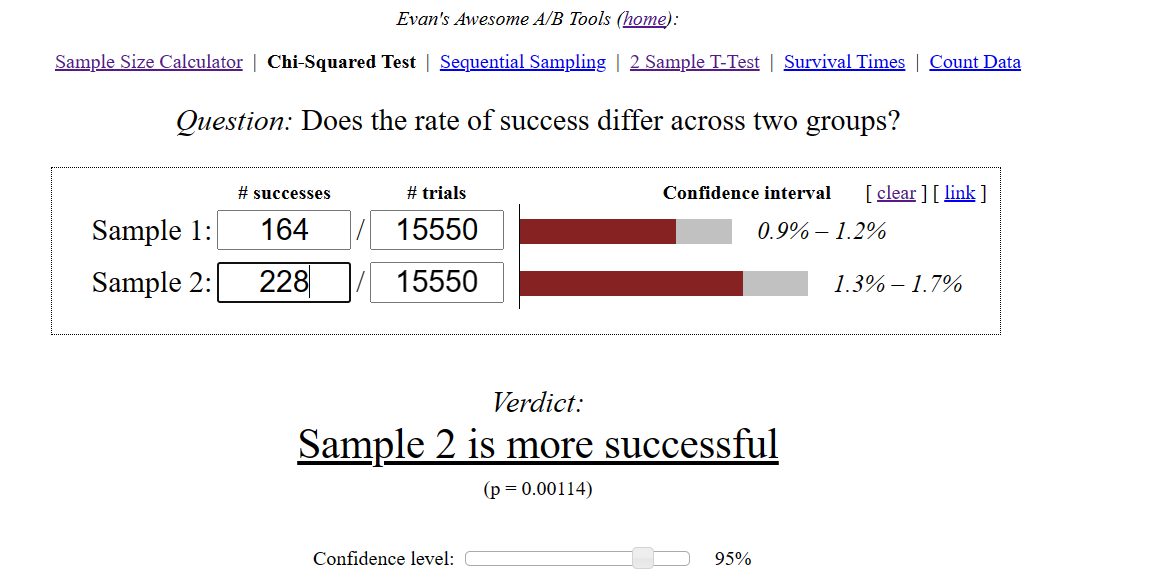 Evan's Awesome A/B Tools (home):
Sample Size Calculator | Chi-Squared Test | Sequential Sampling | 2 Sample T-Test | Survival Times | Count Data
Question: Does the rate of success differ across two groups?
# successes # trials Confidence interval [ clear ] [ link ]
Sample 1: 164 / 15550 0.9% – 1.2%
Sample 2: 228 / 15550 1.3% – 1.7%
Verdict:
Sample 2 is more successful
(p = 0.00114)
Confidence level: 95%